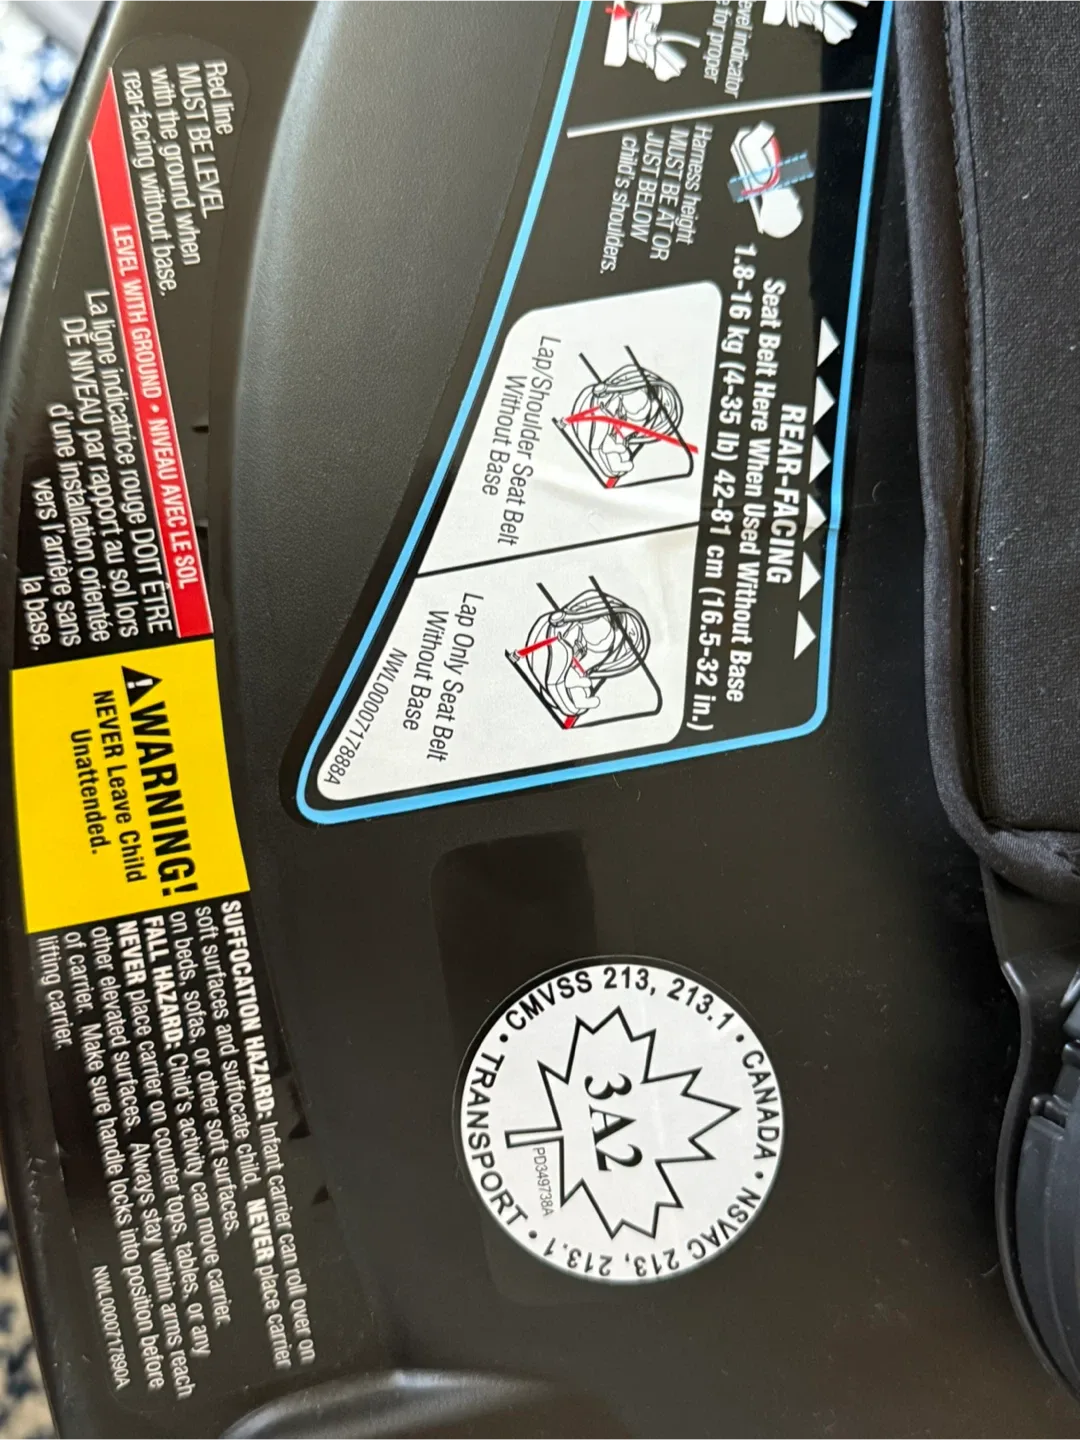 Red line
MUST BE LEVEL
with the ground when
rear-facing without base.
LEVEL WITH GROUND • NIVEAU AVEC LE SOL
La ligne indicatrice rouge DOIT ÊTRE
DE NIVEAU par rapport au sol lors
d'une installation orientée
vers l'arrière sans
la base.
WARNING!
NEVER Leave Child
Unattended.
SUFFOCATION HAZARD: Infant carrier can roll over on
soft surfaces and suffocate child. NEVER place carrier
on beds, sofas, or other soft surfaces.
FALL HAZARD: Child's activity can move carrier.
NEVER place carrier on counter tops, tables, or any
other elevated surfaces. Always stay within arms reach
of carrier. Make sure handle locks into position before
lifting carrier.
NWL0000717890A
level indicator
for proper
Harness height
MUST BE AT OR
JUST BELOW
child's shoulders.
REAR-FACING
Seat Belt Here When Used Without Base
1.8-16 kg (4-35 lb) 42-81 cm (16.5-32 in.)
Lap/Shoulder Seat Belt
Without Base
Lap Only Seat Belt
Without Base
NWL0000717888A
• CMVSS 213, 213.1 • CANADA • NSVAC 213, 213.1 • TRANSPORT
3A2
PD349738A